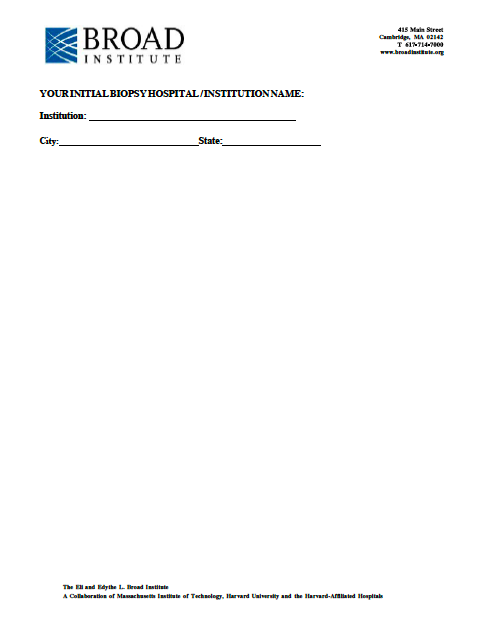 BROAD
INSTITUTE
415 Main Street
Cambridge, MA 02142
T 617•714•7000
www.broadinstitute.org
YOUR INITIAL BIOPSY HOSPITAL / INSTITUTION NAME:
Institution:
City: State:
The Eli and Edythe L. Broad Institute
A Collaboration of Massachusetts Institute of Technology, Harvard University and the Harvard-Affiliated Hospitals